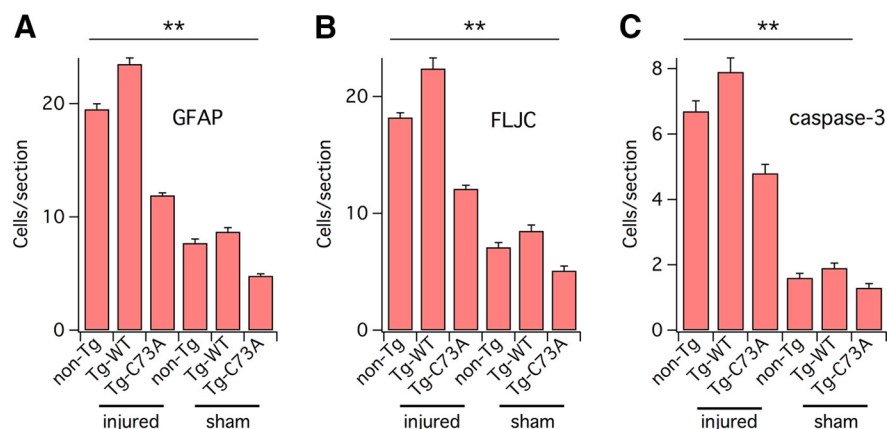 A
**
Cells/section
20
10
0
GFAP
non-Tg
Tg-WT
Tg-C73A
non-Tg
Tg-WT
Tg-C73A
injured
sham
B
**
Cells/section
20
10
0
FLJC
non-Tg
Tg-WT
Tg-C73A
non-Tg
Tg-WT
Tg-C73A
injured
sham
C
**
Cells/section
8
6
4
2
0
caspase-3
non-Tg
Tg-WT
Tg-C73A
non-Tg
Tg-WT
Tg-C73A
injured
sham